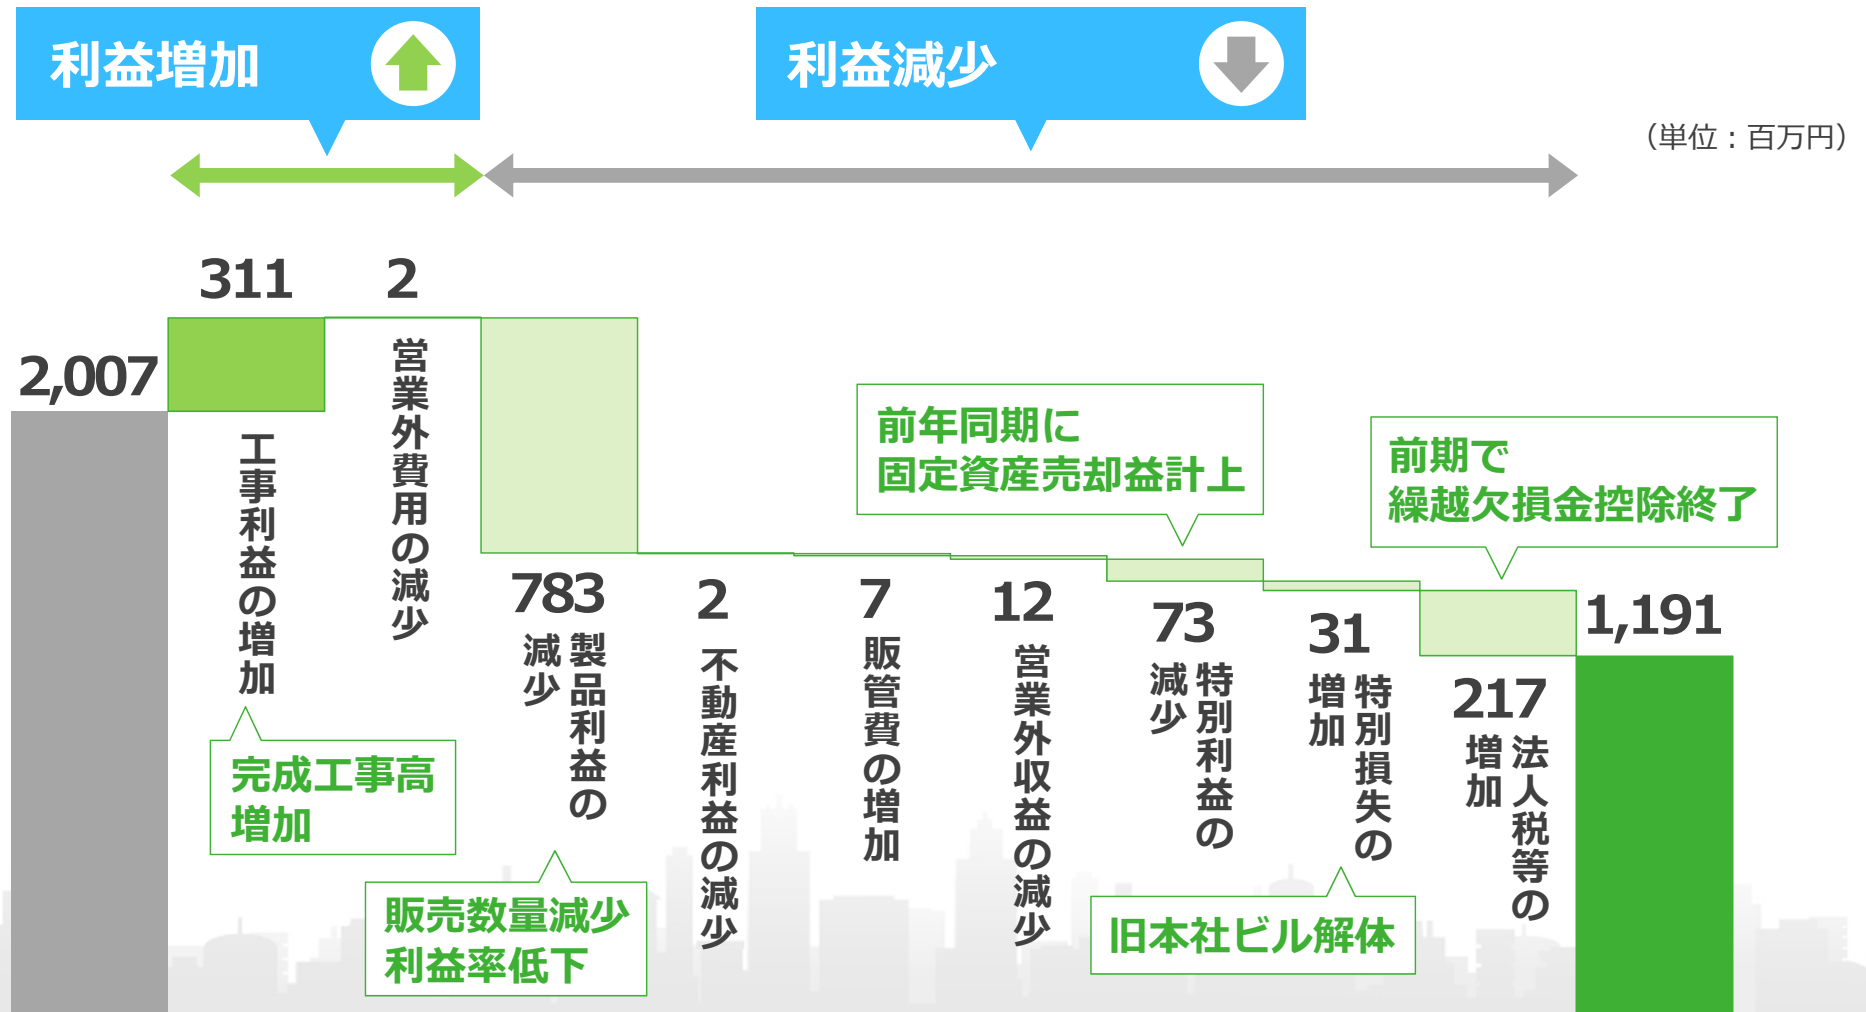 利益増加
利益減少
（単位：百万円）
2,007
311
工事利益の増加
完成工事高
増加
2
営業外費用の減少
783
製品利益の
減少
販売数量減少
利益率低下
2
不動産利益の減少
7
販管費の増加
12
営業外収益の減少
前年同期に
固定資産売却益計上
73
特別利益の
減少
31
特別損失の
増加
旧本社ビル解体
前期で
繰越欠損金控除終了
217
法人税等の
増加
1,191